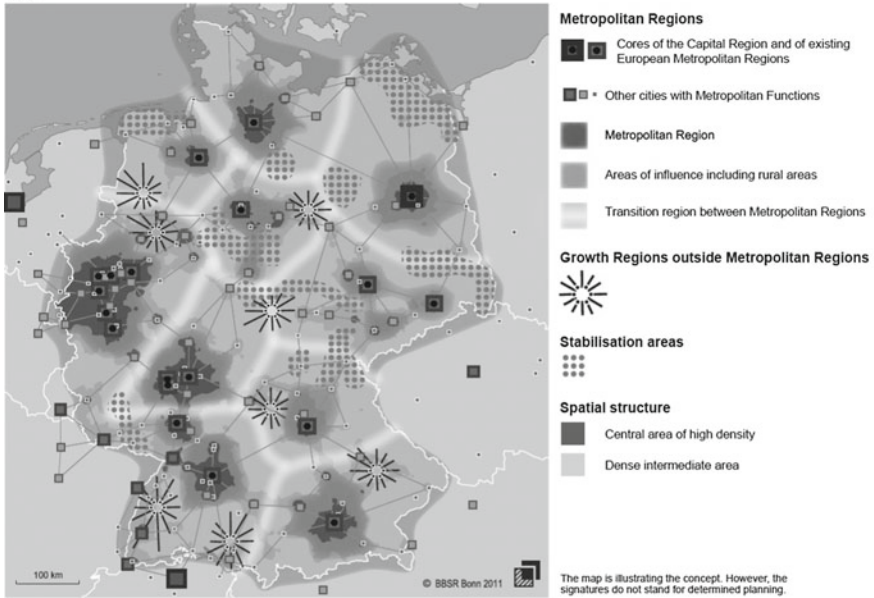 Metropolitan Regions
Cores of the Capital Region and of existing
European Metropolitan Regions
Other cities with Metropolitan Functions
Metropolitan Region
Areas of influence including rural areas
Transition region between Metropolitan Regions
Growth Regions outside Metropolitan Regions
Stabilisation areas
Spatial structure
Central area of high density
Dense intermediate area
100 km
© BBSR Bonn 2011
The map is illustrating the concept. However, the
signatures do not stand for determined planning.